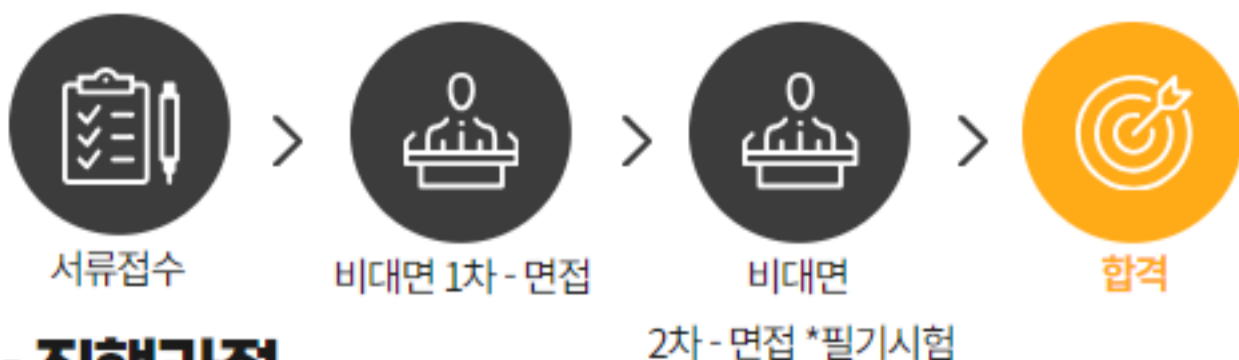 서류접수
비대면 1차 - 면접
비대면
합격
2차 - 면접 *필기시험